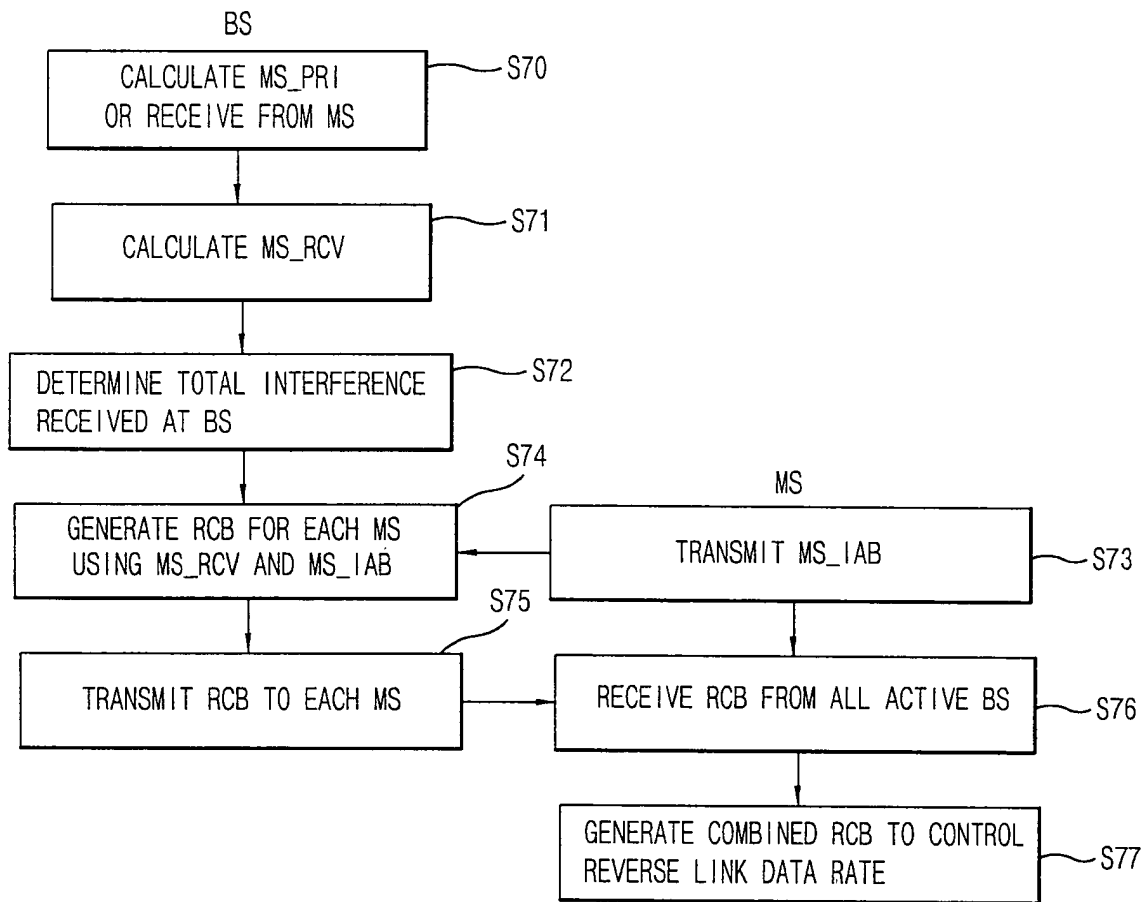 BS
CALCULATE MS_PRI
OR RECEIVE FROM MS
S70
CALCULATE MS_RCV
S71
DETERMINE TOTAL INTERFERENCE
RECEIVED AT BS
S72
GENERATE RCB FOR EACH MS
USING MS_RCV AND MS_IAB
S74
MS
TRANSMIT MS_IAB
S73
TRANSMIT RCB TO EACH MS
S75
RECEIVE RCB FROM ALL ACTIVE BS
S76
GENERATE COMBINED RCB TO CONTROL
REVERSE LINK DATA RATE
S77